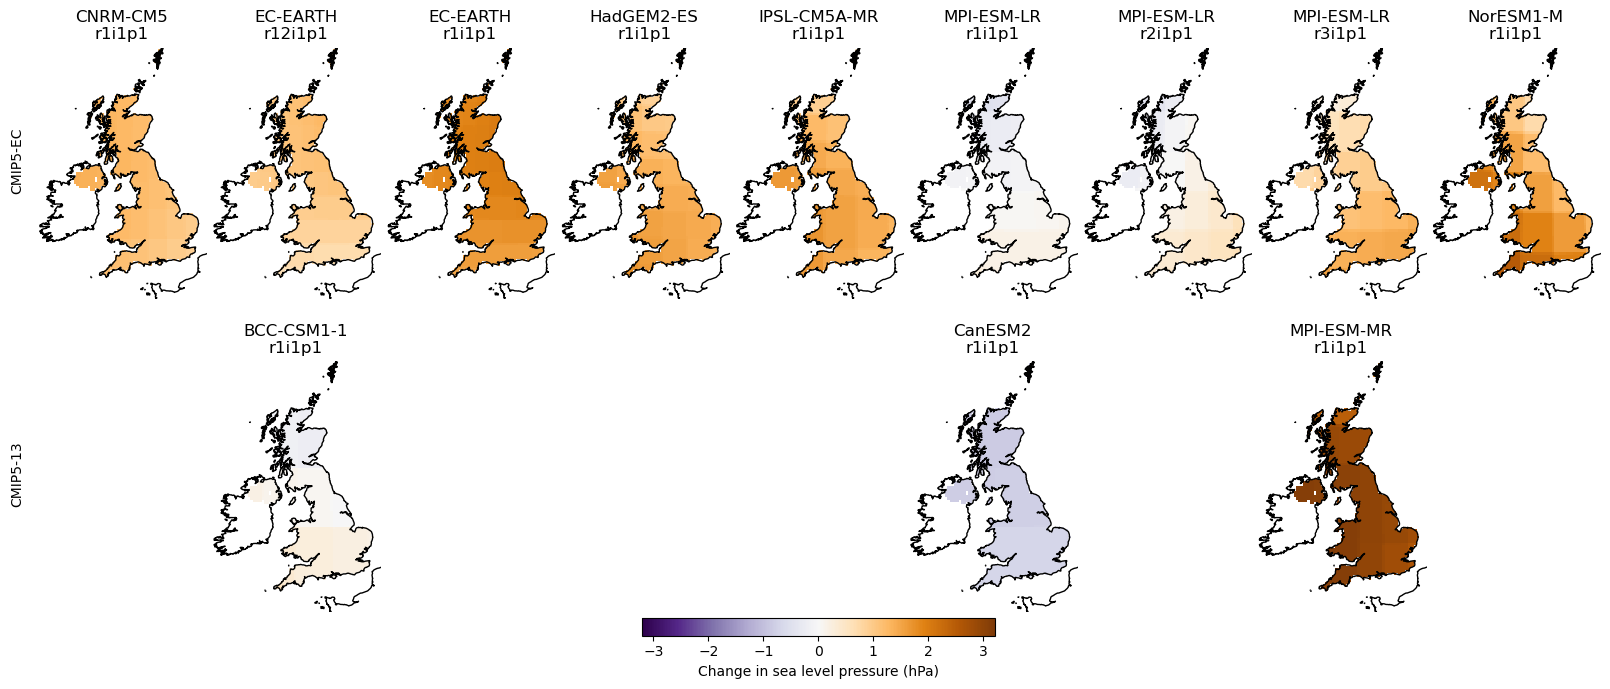 CNRM-CM5
r1i1p1
EC-EARTH
r12i1p1
EC-EARTH
r1i1p1
HadGEM2-ES
r1i1p1
IPSL-CM5A-MR
r1i1p1
MPI-ESM-LR
r1i1p1
MPI-ESM-LR
r2i1p1
MPI-ESM-LR
r3i1p1
NorESM1-M
r1i1p1
CMIP5-EC
BCC-CSM1-1
r1i1p1
CanESM2
r1i1p1
MPI-ESM-MR
r1i1p1
CMIP5-13
−3 −2 −1 0 1 2 3
Change in sea level pressure (hPa)